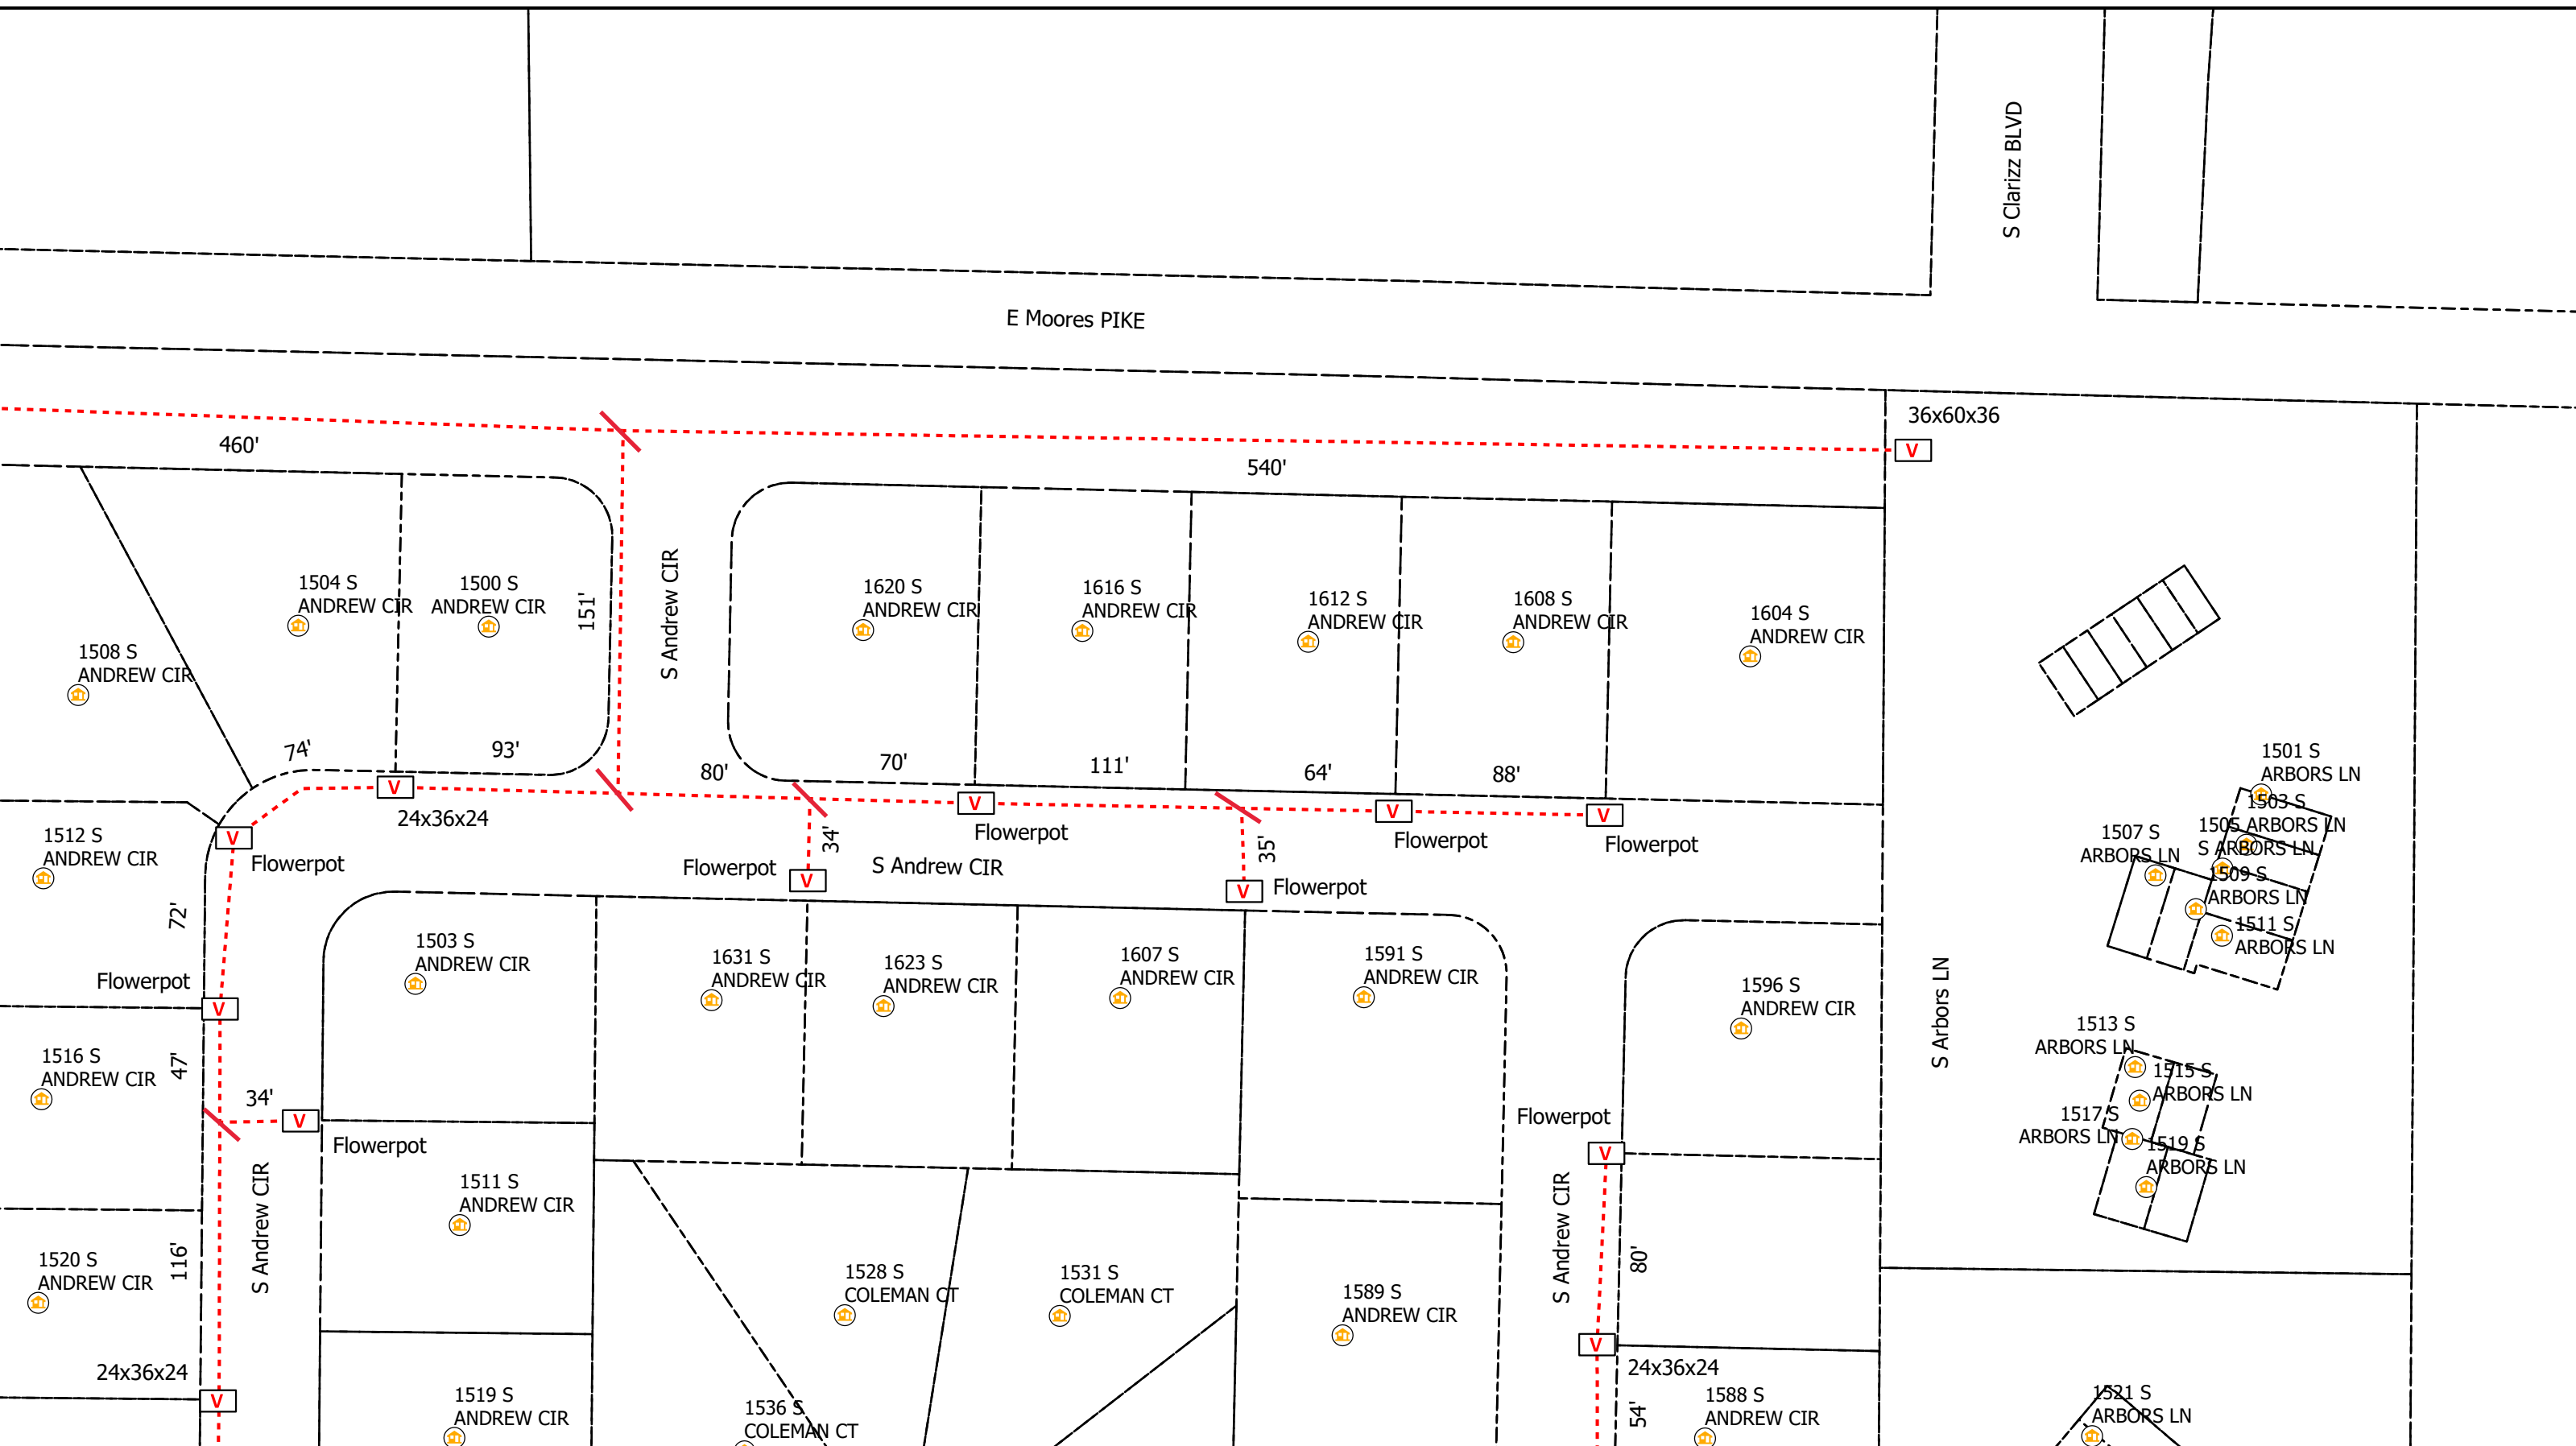 S Clarizz BLVD
E Moores PIKE
36x60x36
V
460'
540'
1504 S
ANDREW CIR
1500 S
ANDREW CIR
151'
S Andrew CIR
1620 S
ANDREW CIR
1616 S
ANDREW CIR
1612 S
ANDREW CIR
1608 S
ANDREW CIR
1604 S
ANDREW CIR
1508 S
ANDREW CIR
74'
93'
80'
70'
111'
64'
88'
V
24x36x24
V
Flowerpot
V
Flowerpot
V
Flowerpot
V
Flowerpot
34'
Flowerpot
V
S Andrew CIR
35'
V
Flowerpot
1512 S
ANDREW CIR
72'
1501 S
ARBORS LN
1503 S
ARBORS LN
1505
S ARBORS LN
1507 S
ARBORS LN
1509 S
ARBORS LN
1511 S
ARBORS LN
1503 S
ANDREW CIR
1631 S
ANDREW CIR
1623 S
ANDREW CIR
1607 S
ANDREW CIR
1591 S
ANDREW CIR
1596 S
ANDREW CIR
S Arbors LN
Flowerpot
V
1516 S
ANDREW CIR
47'
34'
V
Flowerpot
1513 S
ARBORS LN
1515 S
ARBORS LN
1517 S
ARBORS LN
1519 S
ARBORS LN
Flowerpot
V
S Andrew CIR
1511 S
ANDREW CIR
S Andrew CIR
80'
1520 S
ANDREW CIR
116'
1528 S
COLEMAN CT
1531 S
COLEMAN CT
1589 S
ANDREW CIR
V
24x36x24
24x36x24
V
1519 S
ANDREW CIR
1536 S
COLEMAN CT
54'
1588 S
ANDREW CIR
1521 S
ARBORS LN